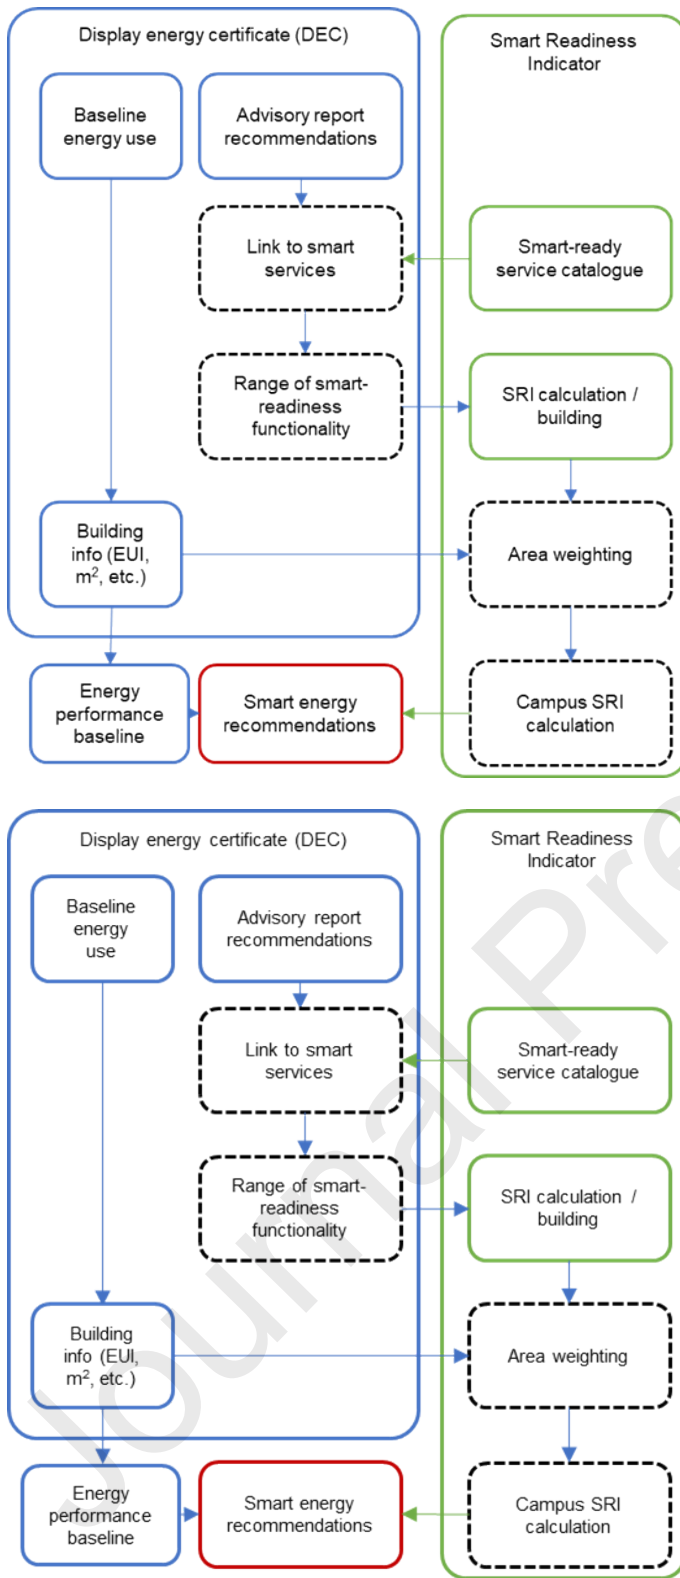 Display energy certificate (DEC)
Smart Readiness
Indicator
Baseline
energy use
Advisory report
recommendations
Link to smart
services
Smart-ready
service catalogue
Range of smart-
readiness
functionality
SRI calculation /
building
Building
info (EUI,
m², etc.)
Area weighting
Energy
performance
baseline
Smart energy
recommendations
Campus SRI
calculation
Display energy certificate (DEC)
Smart Readiness
Indicator
Baseline
energy
use
Advisory report
recommendations
Link to smart
services
Smart-ready
service catalogue
Range of smart-
readiness
functionality
SRI calculation /
building
Building
info (EUI,
m², etc.)
Area weighting
Energy
performance
baseline
Smart energy
recommendations
Campus SRI
calculation
Journal Pre